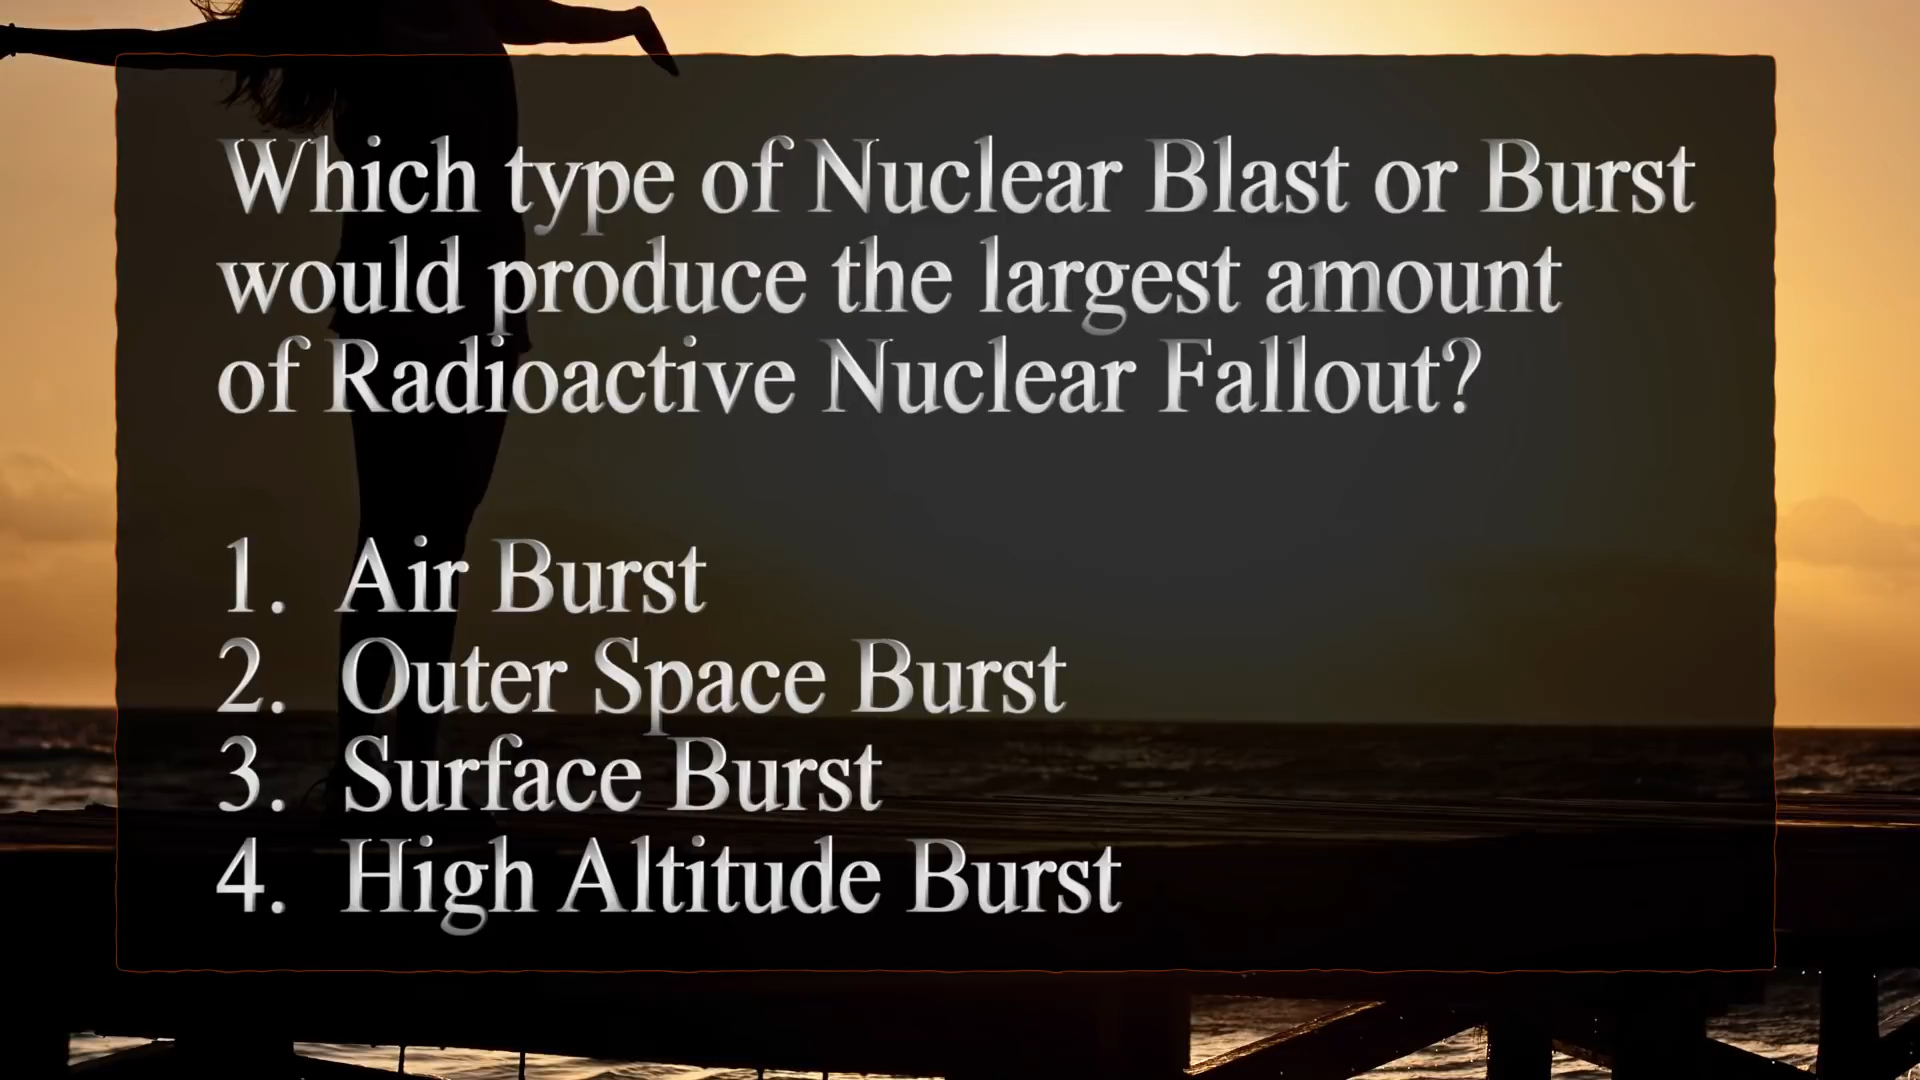 Which type of Nuclear Blast or Burst
would produce the largest amount
of Radioactive Nuclear Fallout?
1. Air Burst
2. Outer Space Burst
3. Surface Burst
4. High Altitude Burst